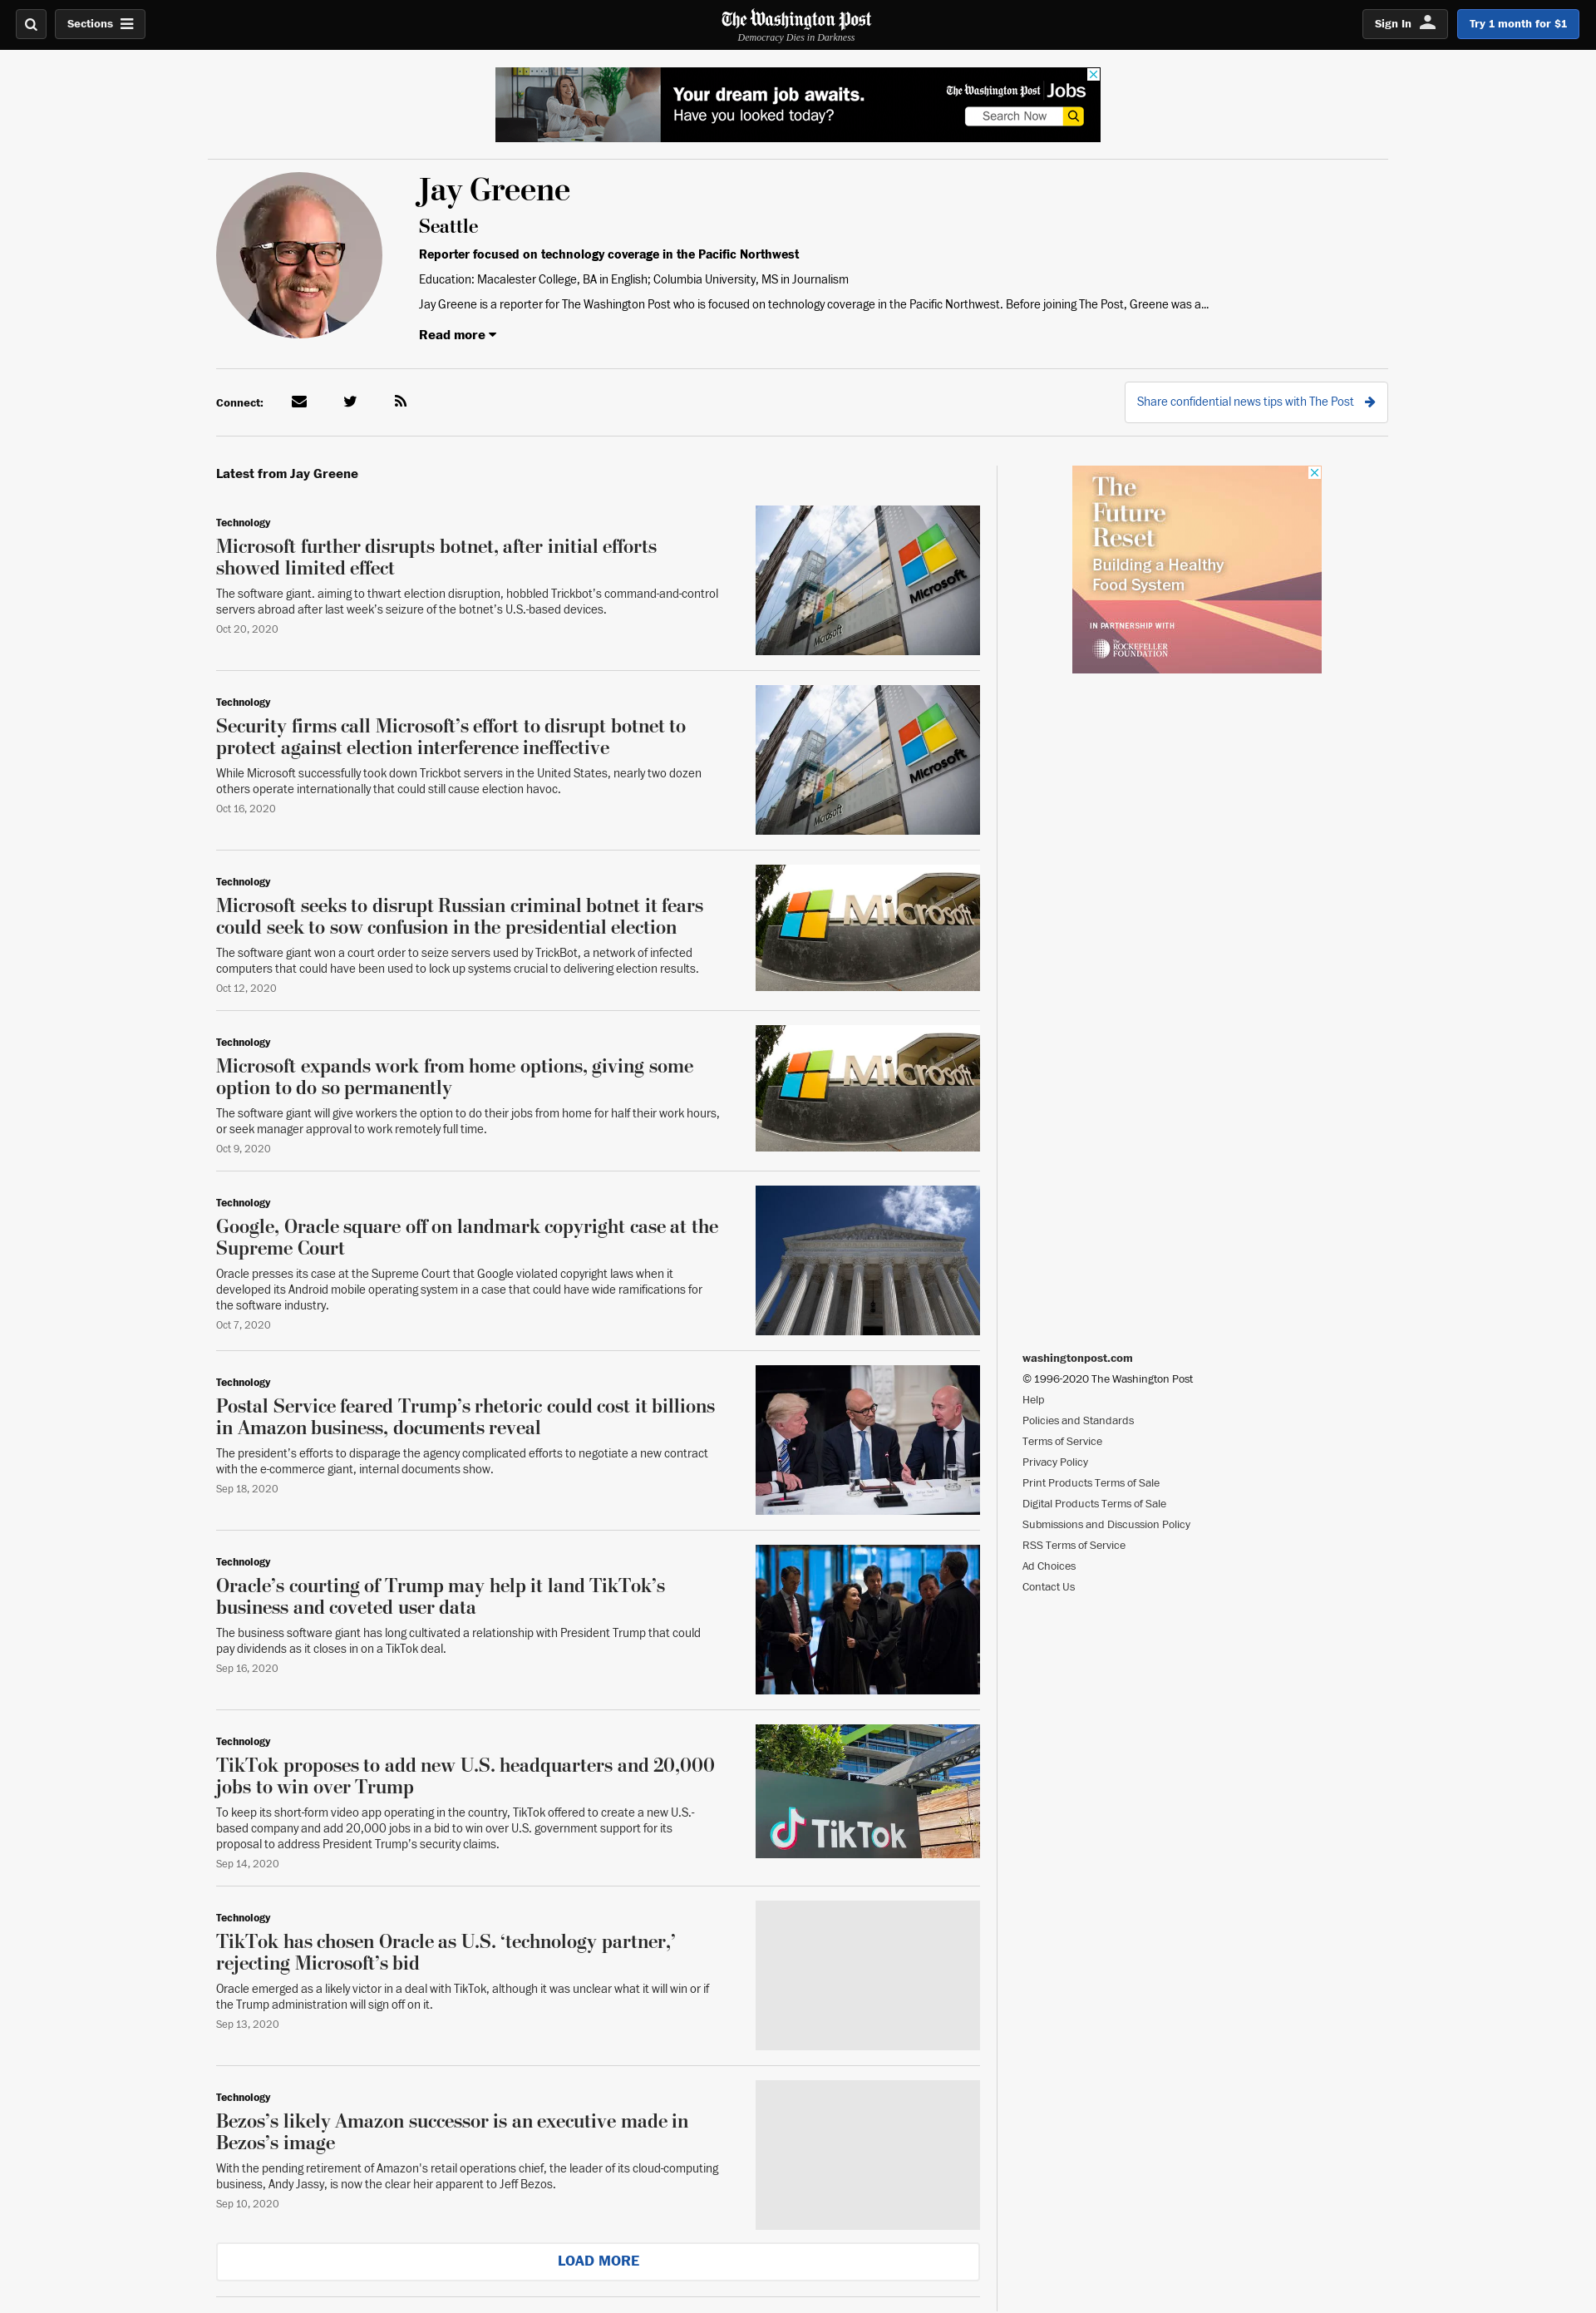 Sections
The Washington Post
Democracy Dies in Darkness
Sign In
Try 1 month for $1
Your dream job awaits.
Have you looked today?
The Washington Post Jobs
Search Now
Jay Greene
Seattle
Reporter focused on technology coverage in the Pacific Northwest
Education: Macalester College, BA in English; Columbia University, MS in Journalism
Jay Greene is a reporter for The Washington Post who is focused on technology coverage in the Pacific Northwest. Before joining The Post, Greene was a...
Read more
Connect:
Share confidential news tips with The Post
Latest from Jay Greene
Technology
Microsoft further disrupts botnet, after initial efforts
showed limited effect
The software giant. aiming to thwart election disruption, hobbled Trickbot’s command-and-control
servers abroad after last week’s seizure of the botnet’s U.S.-based devices.
Oct 20, 2020
Microsoft
Microsoft
Technology
Security firms call Microsoft’s effort to disrupt botnet to
protect against election interference ineffective
While Microsoft successfully took down Trickbot servers in the United States, nearly two dozen
others operate internationally that could still cause election havoc.
Oct 16, 2020
Microsoft
Microsoft
Technology
Microsoft seeks to disrupt Russian criminal botnet it fears
could seek to sow confusion in the presidential election
The software giant won a court order to seize servers used by TrickBot, a network of infected
computers that could have been used to lock up systems crucial to delivering election results.
Oct 12, 2020
Microsoft
Technology
Microsoft expands work from home options, giving some
option to do so permanently
The software giant will give workers the option to do their jobs from home for half their work hours,
or seek manager approval to work remotely full time.
Oct 9, 2020
Microsoft
Technology
Google, Oracle square off on landmark copyright case at the
Supreme Court
Oracle presses its case at the Supreme Court that Google violated copyright laws when it
developed its Android mobile operating system in a case that could have wide ramifications for
the software industry.
Oct 7, 2020
Technology
Postal Service feared Trump’s rhetoric could cost it billions
in Amazon business, documents reveal
The president’s efforts to disparage the agency complicated efforts to negotiate a new contract
with the e-commerce giant, internal documents show.
Sep 18, 2020
Technology
Oracle’s courting of Trump may help it land TikTok’s
business and coveted user data
The business software giant has long cultivated a relationship with President Trump that could
pay dividends as it closes in on a TikTok deal.
Sep 16, 2020
Technology
TikTok proposes to add new U.S. headquarters and 20,000
jobs to win over Trump
To keep its short-form video app operating in the country, TikTok offered to create a new U.S.-
based company and add 20,000 jobs in a bid to win over U.S. government support for its
proposal to address President Trump’s security claims.
Sep 14, 2020
TikTok
Technology
TikTok has chosen Oracle as U.S. ‘technology partner,’
rejecting Microsoft’s bid
Oracle emerged as a likely victor in a deal with TikTok, although it was unclear what it will win or if
the Trump administration will sign off on it.
Sep 13, 2020
Technology
Bezos’s likely Amazon successor is an executive made in
Bezos’s image
With the pending retirement of Amazon's retail operations chief, the leader of its cloud-computing
business, Andy Jassy, is now the clear heir apparent to Jeff Bezos.
Sep 10, 2020
LOAD MORE
The
Future
Reset
Building a Healthy
Food System
IN PARTNERSHIP WITH
The
ROCKEFELLER
FOUNDATION
washingtonpost.com
© 1996-2020 The Washington Post
Help
Policies and Standards
Terms of Service
Privacy Policy
Print Products Terms of Sale
Digital Products Terms of Sale
Submissions and Discussion Policy
RSS Terms of Service
Ad Choices
Contact Us